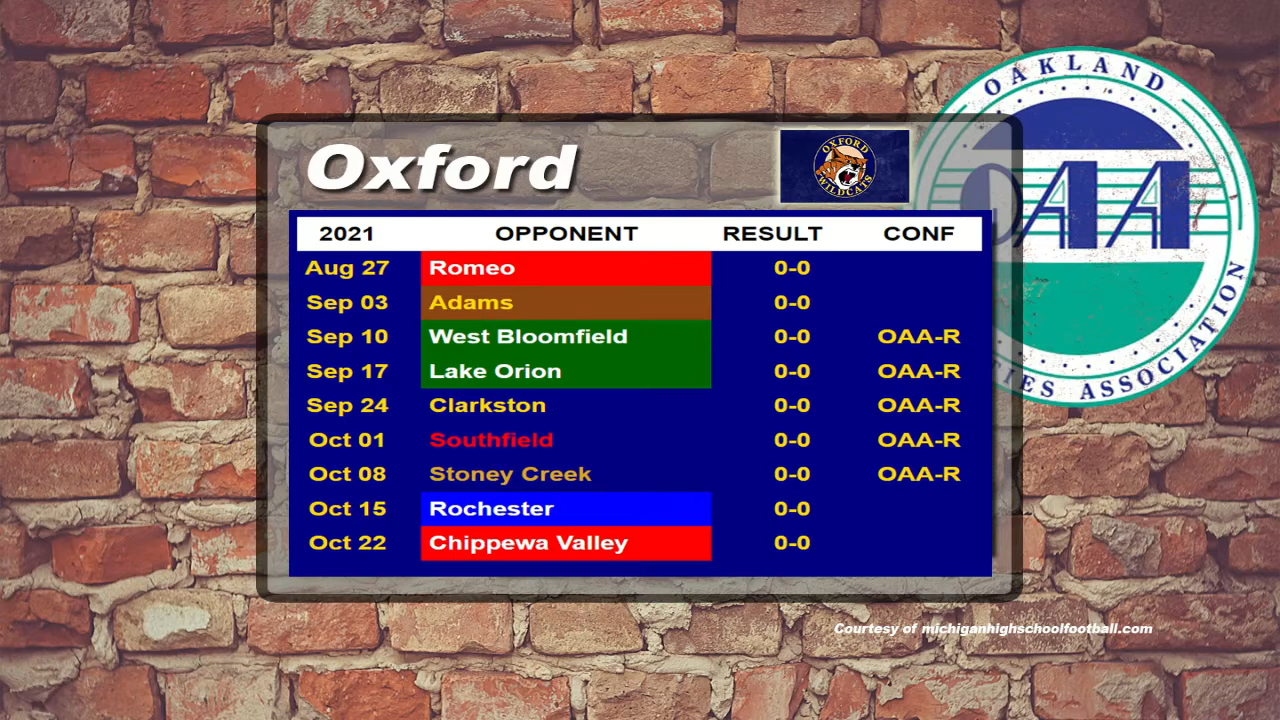 OAKLAND
OAA
IES ASSOCIATION
Oxford
OXFORD
WILDCATS
2021 OPPONENT RESULT CONF
Aug 27 Romeo 0-0
Sep 03 Adams 0-0
Sep 10 West Bloomfield 0-0 OAA-R
Sep 17 Lake Orion 0-0 OAA-R
Sep 24 Clarkston 0-0 OAA-R
Oct 01 Southfield 0-0 OAA-R
Oct 08 Stoney Creek 0-0 OAA-R
Oct 15 Rochester 0-0
Oct 22 Chippewa Valley 0-0
Courtesy of michiganhighschoolfootball.com